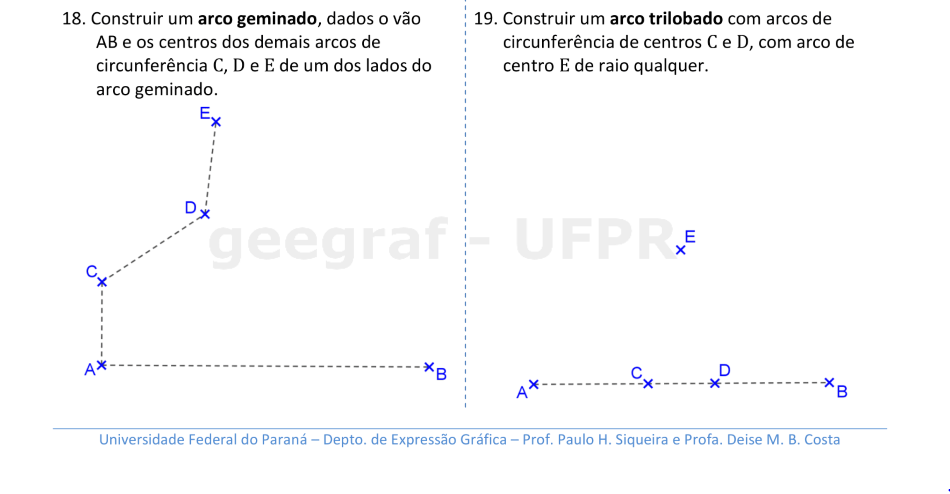 18. Construir um arco geminado, dados o vão
AB e os centros dos demais arcos de
circunferência C, D e E de um dos lados do
arco geminado.
E
D
C
A
B
19. Construir um arco trilobado com arcos de
circunferência de centros C e D, com arco de
centro E de raio qualquer.
E
C
D
A
B
geegraf - UFPR
Universidade Federal do Paraná – Depto. de Expressão Gráfica – Prof. Paulo H. Siqueira e Profa. Deise M. B. Costa